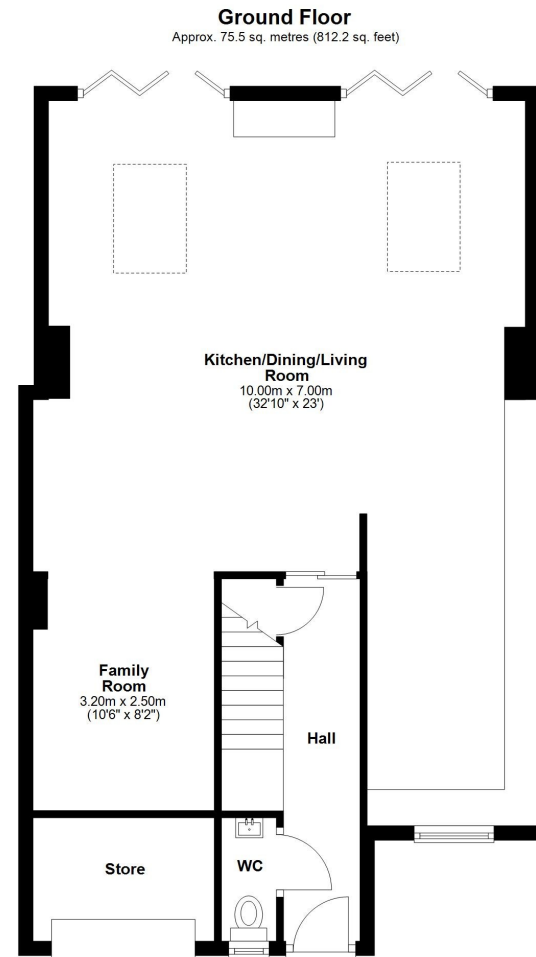 Ground Floor
Approx. 75.5 sq. metres (812.2 sq. feet)
Kitchen/Dining/Living
Room
10.00m x 7.00m
(32'10" x 23')
Family
Room
3.20m x 2.50m
(10'6" x 8'2")
Hall
Store
WC